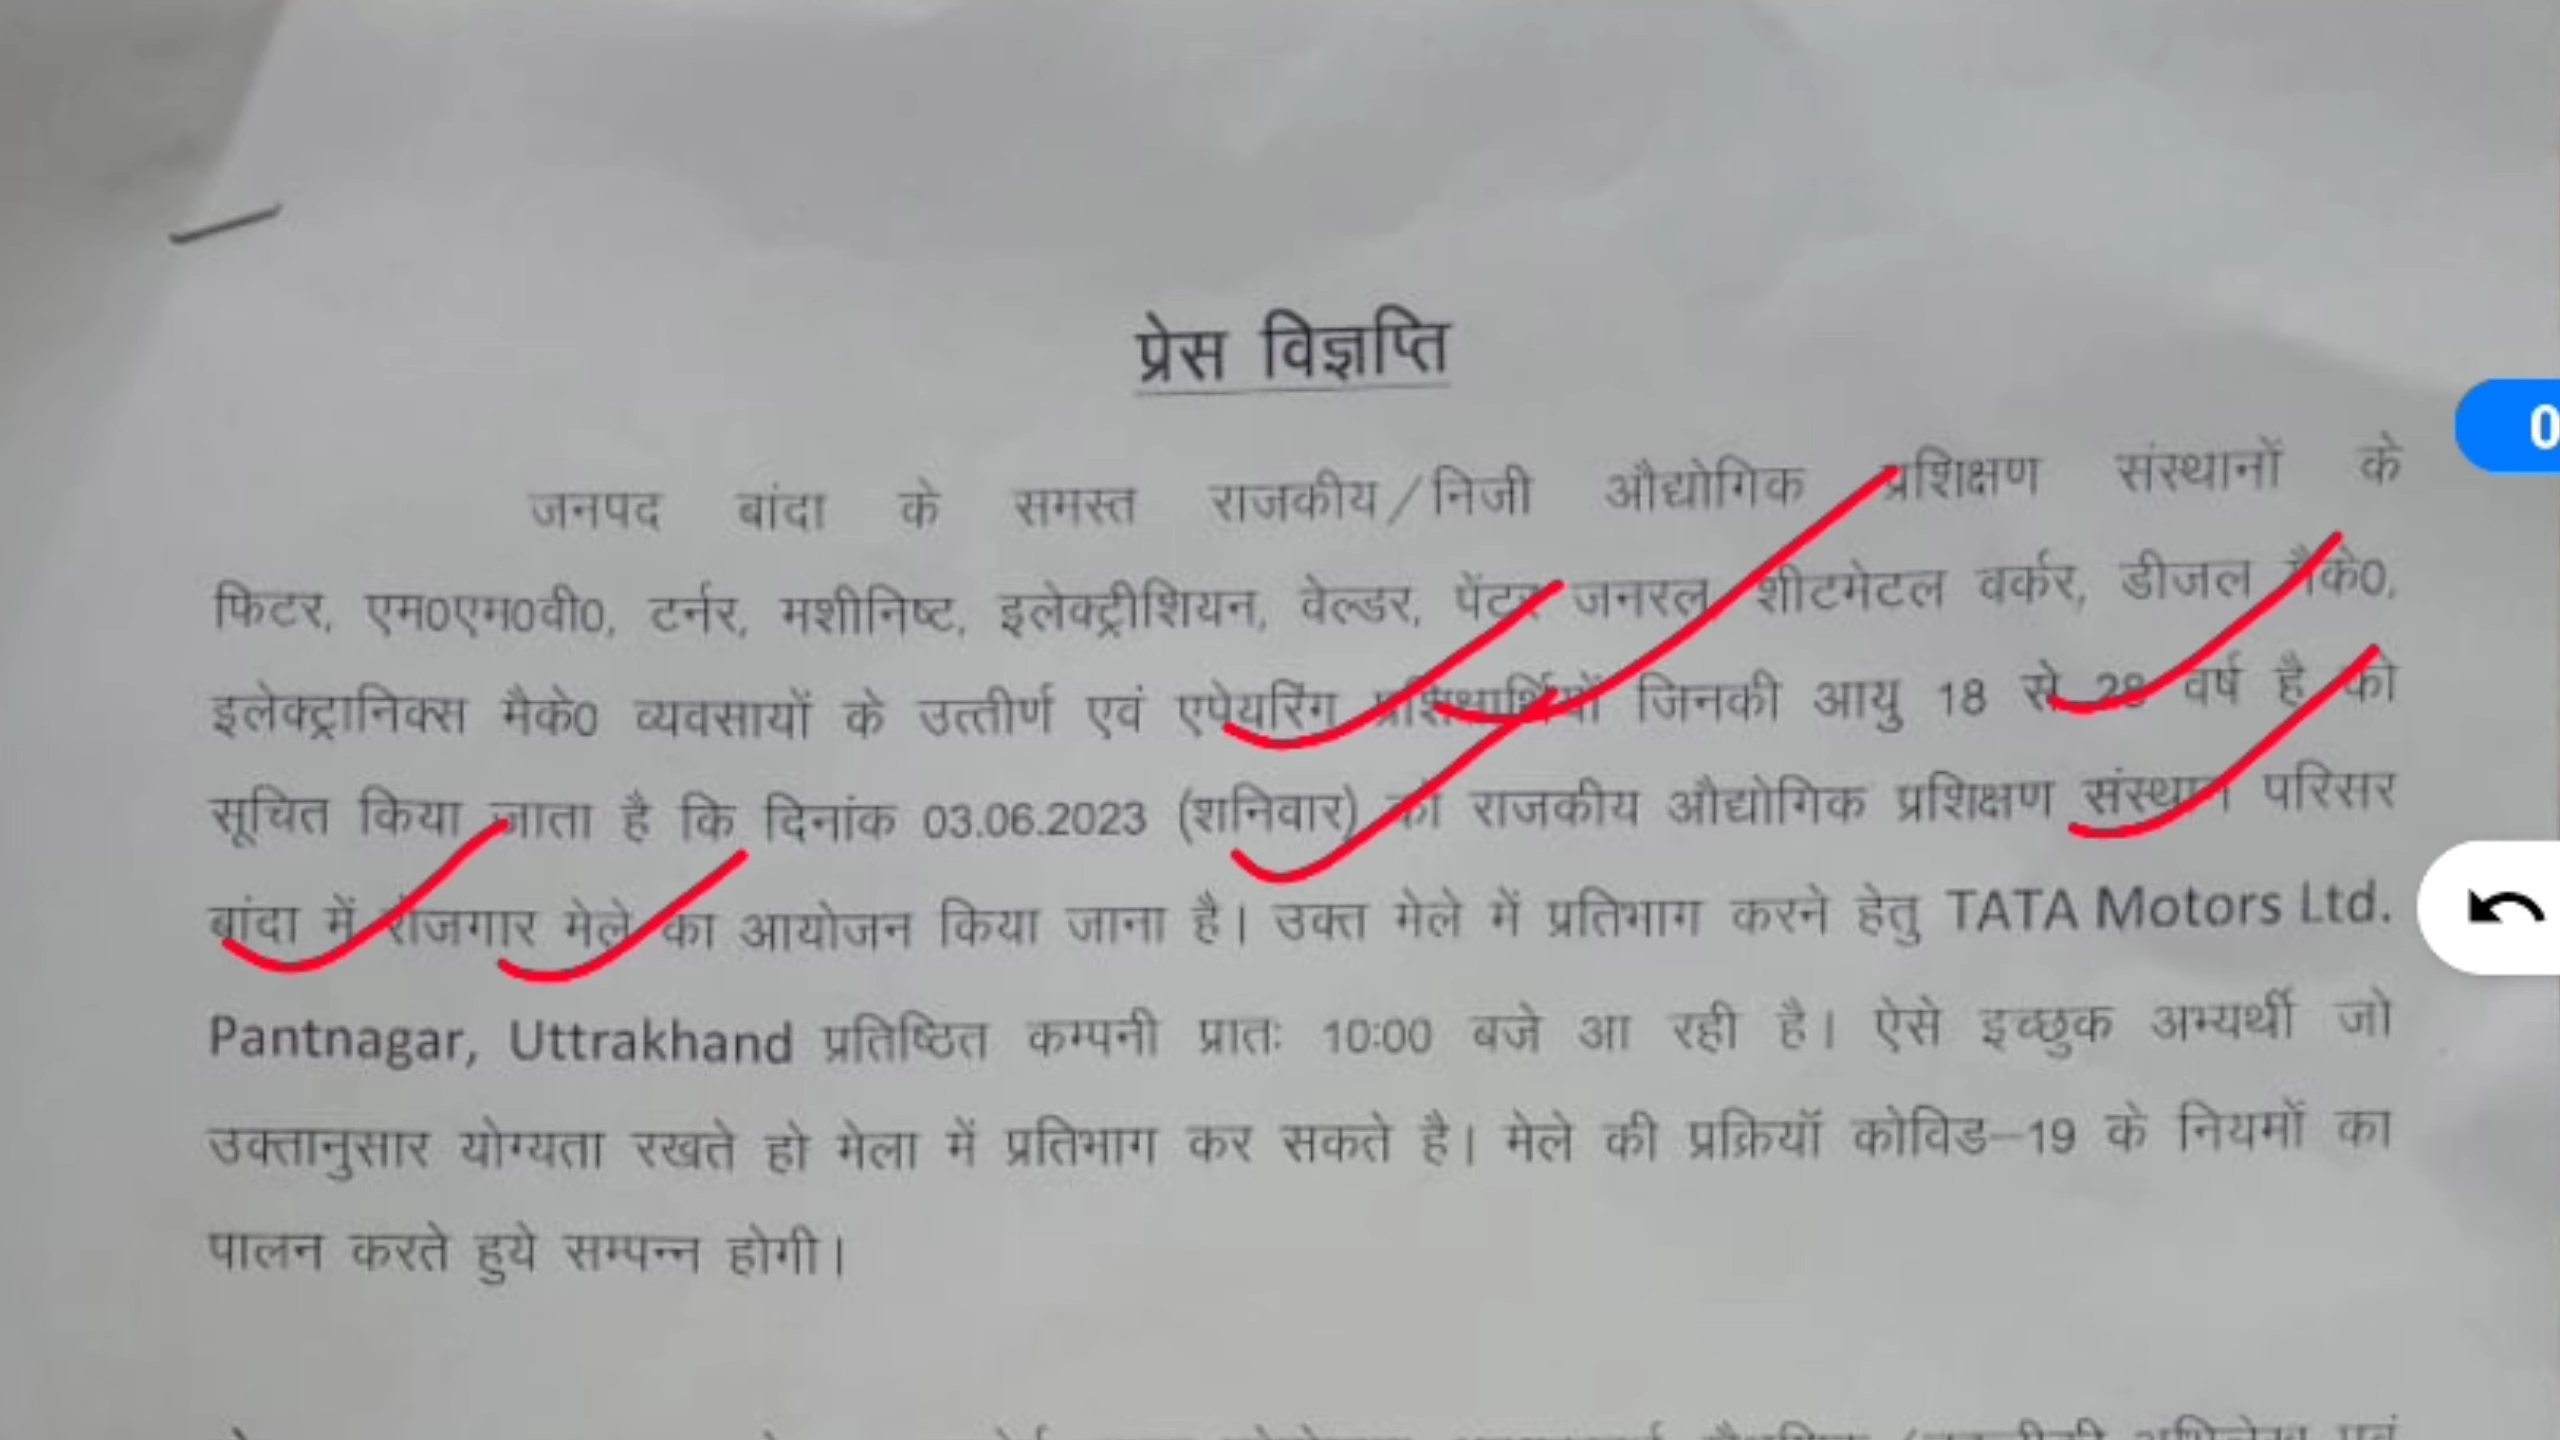 प्रेस विज्ञप्ति
0
जनपद बांदा के समस्त राजकीय/निजी औद्योगिक प्रशिक्षण संस्थानों के
फिटर, एम0एम0वी0, टर्नर, मशीनिष्ट, इलेक्ट्रीशियन, वेल्डर, पेंटर जनरल शीटमेटल वर्कर, डीजल मैके0,
इलेक्ट्रानिक्स मैके0 व्यवसायों के उत्तीर्ण एवं एपेयरिंग प्रशिक्षार्थियों जिनकी आयु 18 से 28 वर्ष है को
सूचित किया जाता है कि दिनांक 03.06.2023 (शनिवार) को राजकीय औद्योगिक प्रशिक्षण संस्थान परिसर
बांदा में रोजगार मेले का आयोजन किया जाना है। उक्त मेले में प्रतिभाग करने हेतु TATA Motors Ltd.
Pantnagar, Uttrakhand प्रतिष्ठित कम्पनी प्रातः 10:00 बजे आ रही है। ऐसे इच्छुक अभ्यर्थी जो
उक्तानुसार योग्यता रखते हो मेला में प्रतिभाग कर सकते है। मेले की प्रक्रियॉ कोविड–19 के नियमों का
पालन करते हुये सम्पन्न होगी।